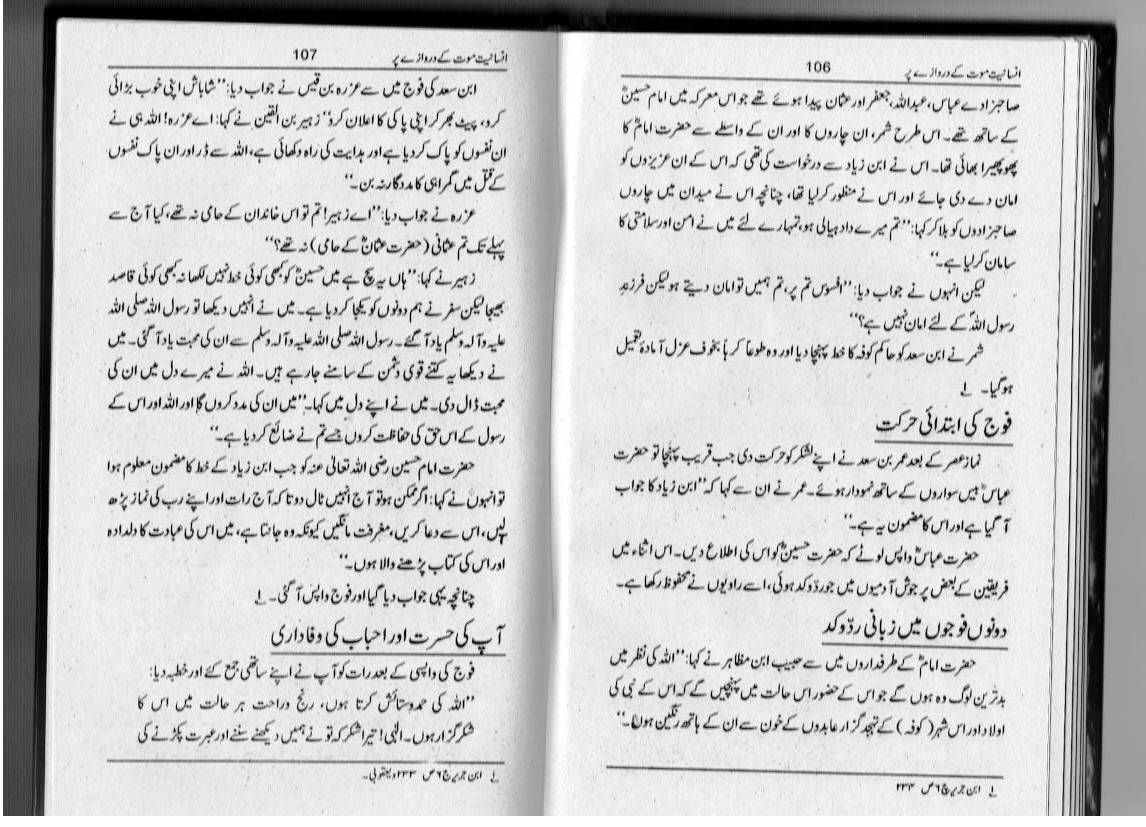 انسانیت موت کے دروازے پر 106
صاحبزادے عباس، عبداللہ، جعفر اور عثمان پیدا ہوئے تھے جو اس معرکہ میں امام حسینؓ
کے ساتھ تھے۔ اس طرح شمر، ان چاروں کا اور ان کے واسطے سے حضرت امامؓ کا
پھوپھیرا بھائی تھا۔ اس نے ابن زیاد سے درخواست کی تھی کہ اس کے ان عزیزوں کو
امان دے دی جائے اور اس نے منظور کرلیا تھا، چنانچہ اس نے میدان میں چاروں
صاحبزادوں کو بلا کر کہا: ’’تم میرے دادہیالی ہو، تمہارے لئے میں نے امن اور سلامتی کا
سامان کرلیا ہے۔‘‘
لیکن انہوں نے جواب دیا: ’’افسوس تم پر، تم ہمیں تو امان دیتے ہو لیکن فرزندِ
رسول اللہؐ کے لئے امان نہیں ہے؟‘‘
شمر نے ابن سعد کو حاکم کوفہ کا خط پہنچا دیا اور وہ طوعاً کرہاً بخوف عزل آمادۂ تعمیل
ہوگیا۔ ۱؎
فوج کی ابتدائی حرکت
نماز عصر کے بعد عمر بن سعد نے اپنے لشکر کو حرکت دی جب قریب پہنچا تو حضرت
عباسؓ بیس سواروں کے ساتھ نمودار ہوئے۔ عمر نے ان سے کہا کہ ’’ابن زیاد کا جواب
آ گیا ہے اور اس کا مضمون یہ ہے۔‘‘
حضرت عباسؓ واپس لوٹے کہ حضرت حسینؓ کو اس کی اطلاع دیں۔ اس اثناء میں
فریقین کے بعض پر جوش آدمیوں میں جو ردّوکد ہوئی، اسے راویوں نے محفوظ رکھا ہے۔
دونوں فوجوں میں زبانی ردّوکد
حضرت امامؓ کے طرفداروں میں سے حبیب ابن مظاہر نے کہا: ’’اللہ کی نظر میں
بدترین لوگ وہ ہوں گے جو اس کے حضور اس حالت میں پہنچیں گے کہ اس کے نبی کی
اولاد اور اس شہر (کوفہ) کے تہجد گزار عابدوں کے خون سے ان کے ہاتھ رنگین ہوں گے۔‘‘
۱؎ ابن جریر ج ۶ ص ۲۳۳
انسانیت موت کے دروازے پر 107
ابن سعد کی فوج میں سے عزرہ بن قیس نے جواب دیا: ’’شاباش اپنی خوب بڑائی
کرو، پیٹ بھر کر اپنی پاکی کا اعلان کرو‘‘ زہیر بن القین نے کہا: اے عزرہ! اللہ ہی نے
ان نفسوں کو پاک کردیا ہے اور ہدایت کی راہ دکھائی ہے، اللہ سے ڈر اور ان پاک نفسوں
کے قتل میں گمراہی کا مددگار نہ بن۔‘‘
عزرہ نے جواب دیا: ’’اے زہیر! تم تو اس خاندان کے حامی نہ تھے، کیا آج سے
پہلے تک تم عثمانی (حضرت عثمانؓ کے حامی) نہ تھے؟‘‘
زہیر نے کہا: ’’ہاں یہ سچ ہے میں حسینؓ کو کبھی کوئی خط نہیں لکھا نہ کبھی کوئی قاصد
بھیجا لیکن سفر نے ہم دونوں کو یکجا کردیا ہے۔ میں نے انہیں دیکھا تو رسول اللہ صلی اللہ
علیہ وآلہ وسلم یاد آ گئے۔ رسول اللہ صلی اللہ علیہ وآلہ وسلم سے ان کی محبت یاد آ گئی۔ میں
نے دیکھا یہ کتنے قوی دشمن کے سامنے جارہے ہیں۔ اللہ نے میرے دل میں ان کی
محبت ڈال دی۔ میں نے اپنے دل میں کہا۔ ’’میں ان کی مدد کروں گا اور اللہ اور اس کے
رسول کے اس حق کی حفاظت کروں جسے تم نے ضائع کردیا ہے۔‘‘
حضرت امام حسین رضی اللہ تعالیٰ عنہ کو جب ابن زیاد کے خط کا مضمون معلوم ہوا
تو انہوں نے کہا: اگر ممکن ہو تو آج انہیں ٹال دو تا کہ آج رات اور اپنے رب کی نماز پڑھ
لیں، اس سے دعا کریں، مغفرت مانگیں کیونکہ وہ جانتا ہے، میں اس کی عبادت کا دلدادہ
اور اس کی کتاب پڑھنے والا ہوں۔‘‘
چنانچہ یہی جواب دیا گیا اور فوج واپس آ گئی۔ ۱؎
آپ کی حسرت اور احباب کی وفاداری
فوج کی واپسی کے بعد رات کو آپ نے اپنے ساتھی جمع کئے اور خطبہ دیا:
’’اللہ کی حمدوستائش کرتا ہوں، رنج وراحت ہر حالت میں اس کا
شکر گزار ہوں۔ الٰہی! تیرا شکر کہ تو نے ہمیں دیکھنے سننے اور عبرت پکڑنے کی
۱؎ ابن جریر ج ۶ ص ۲۳۳ و یعقوبی۔